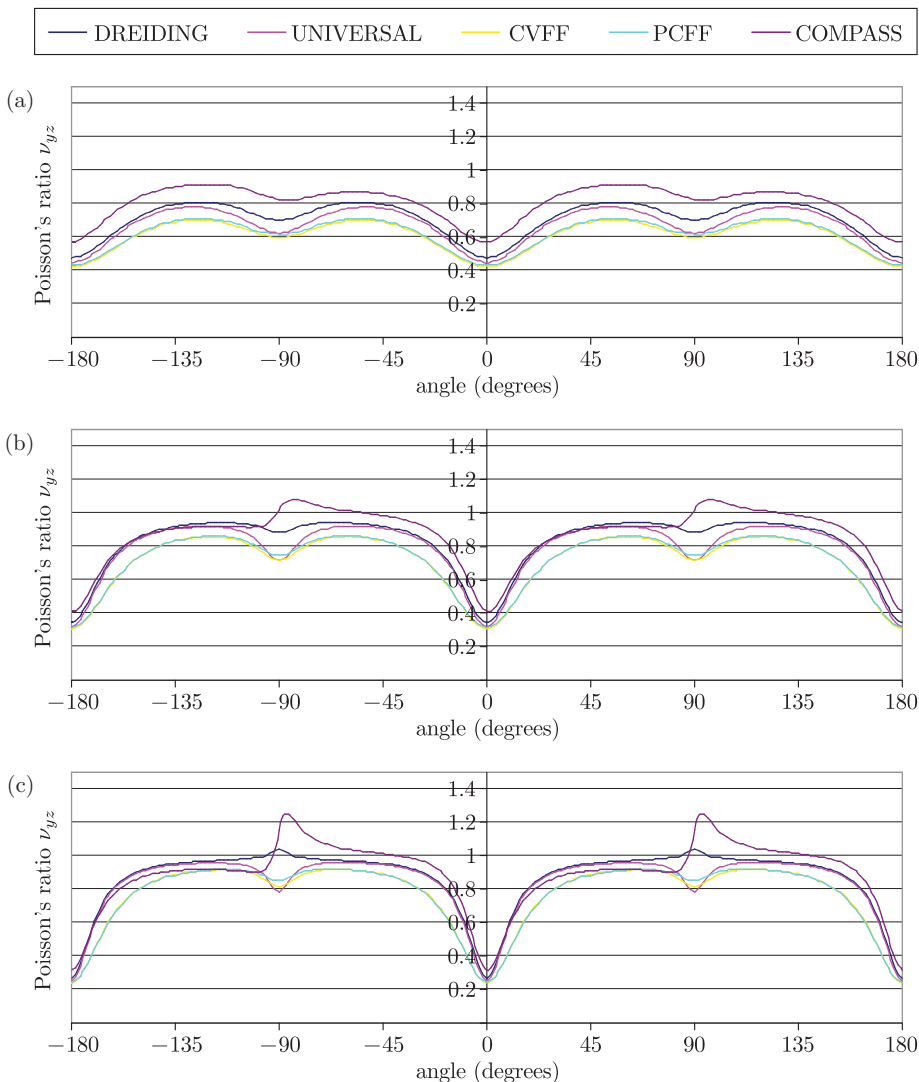 DREIDING UNIVERSAL CVFF PCFF COMPASS
(a)
Poisson's ratio νyz
1.4
1.2
1
0.8
0.6
0.4
0.2
−180 −135 −90 −45 0 45 90 135 180
angle (degrees)
(b)
Poisson's ratio νyz
1.4
1.2
1
0.8
0.6
0.4
0.2
−180 −135 −90 −45 0 45 90 135 180
angle (degrees)
(c)
Poisson's ratio νyz
1.4
1.2
1
0.8
0.6
0.4
0.2
−180 −135 −90 −45 0 45 90 135 180
angle (degrees)